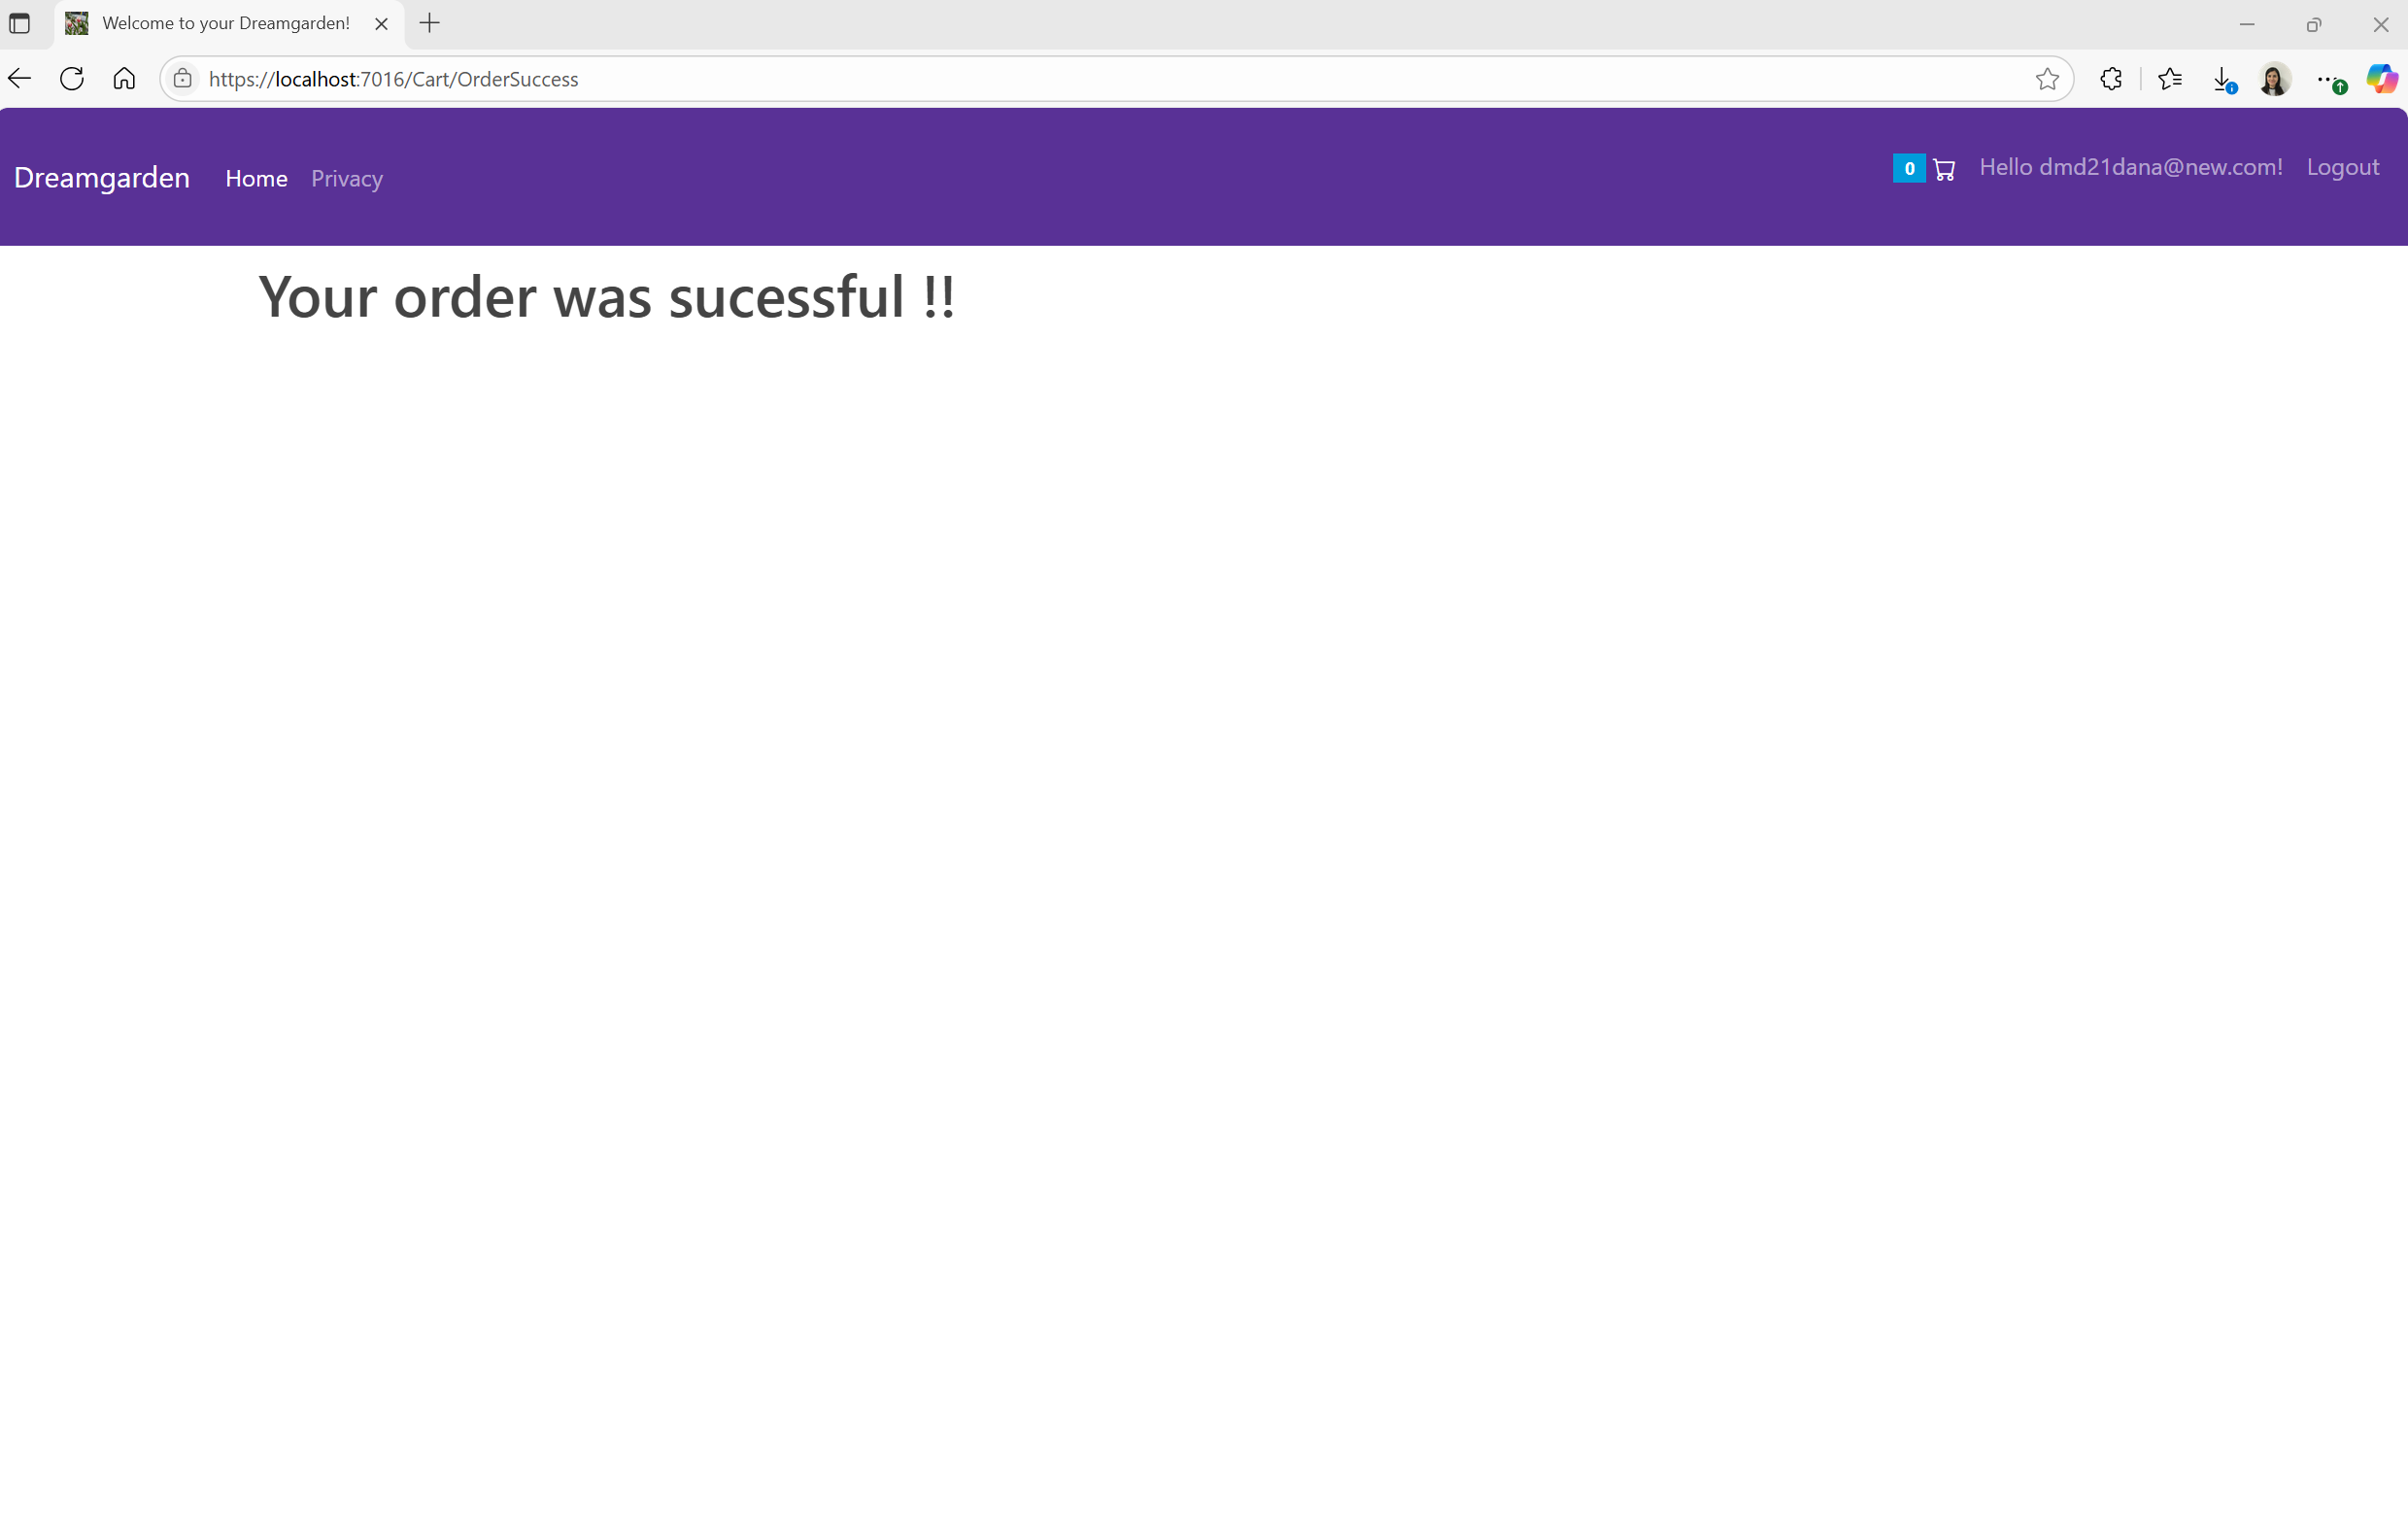 Welcome to your Dreamgarden!
https://localhost:7016/Cart/OrderSuccess
Dreamgarden Home Privacy 0 Hello dmd21dana@new.com! Logout
Your order was sucessful !!